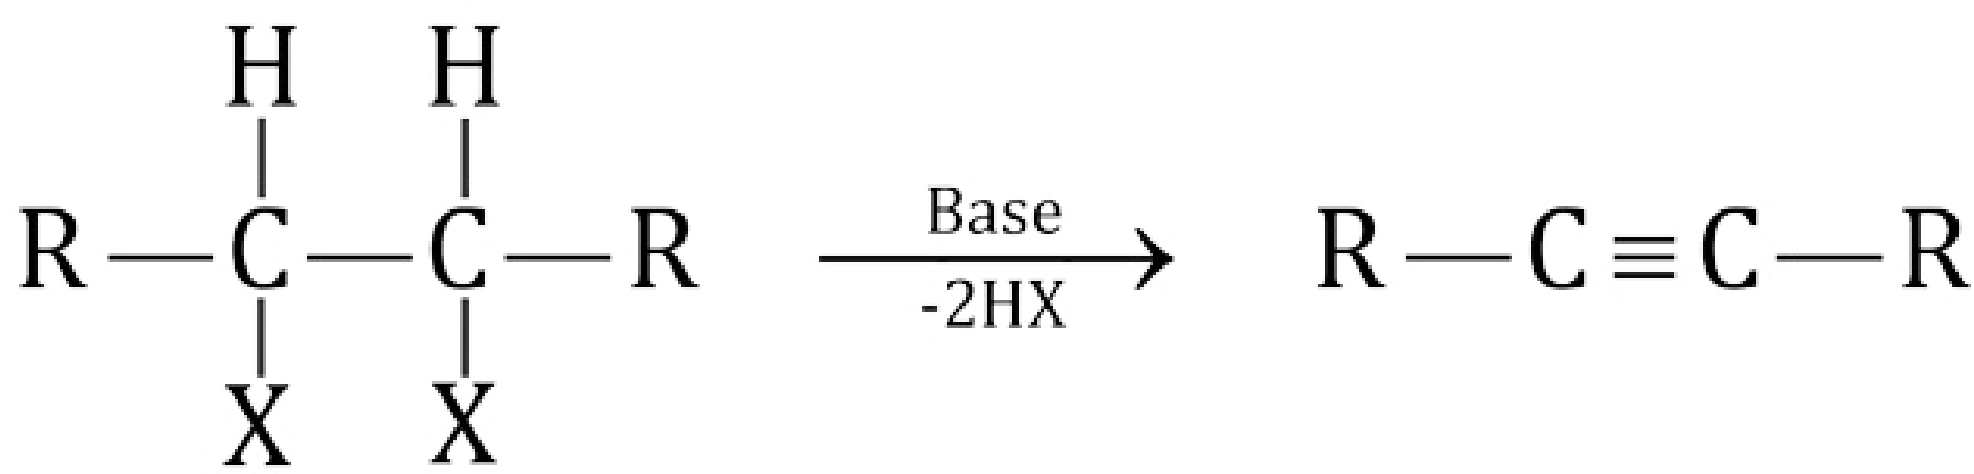 H H
R — C — C — R Base R — C ≡ C — R
-2HX
X X